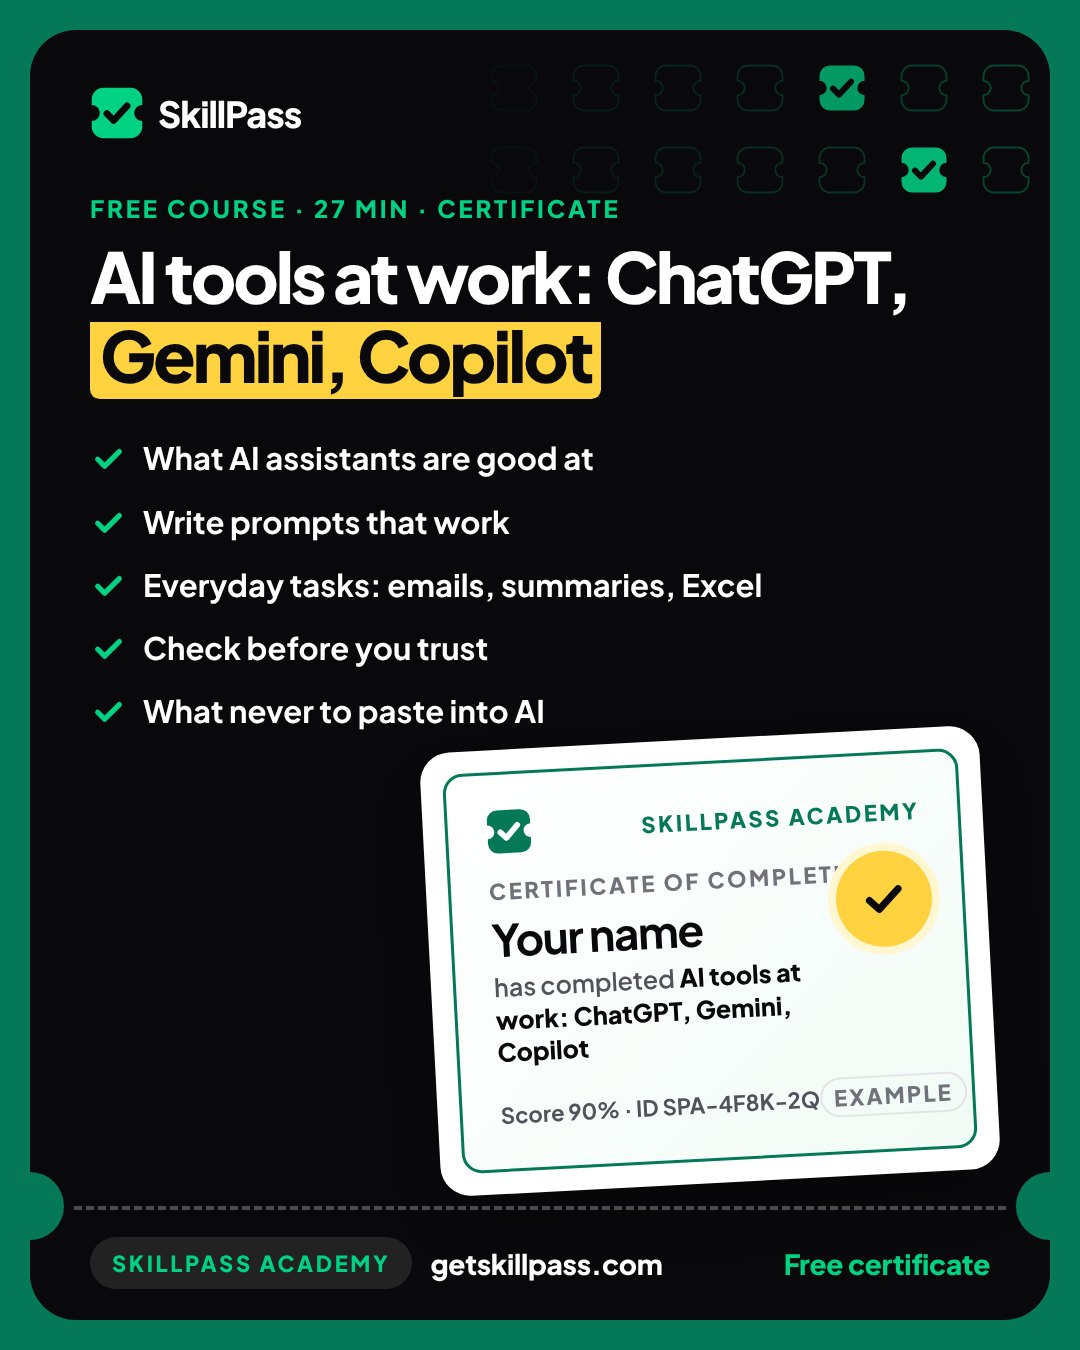 SkillPass
FREE COURSE · 27 MIN · CERTIFICATE
AI tools at work: ChatGPT,
Gemini, Copilot
What AI assistants are good at
Write prompts that work
Everyday tasks: emails, summaries, Excel
Check before you trust
What never to paste into AI
SKILLPASS ACADEMY
CERTIFICATE OF
Your name
has completed AI tools at
work: ChatGPT, Gemini,
Copilot
Score 90% · ID SPA-4F8K-2Q
EXAMPLE
SKILLPASS ACADEMY
getskillpass.com
Free certificate